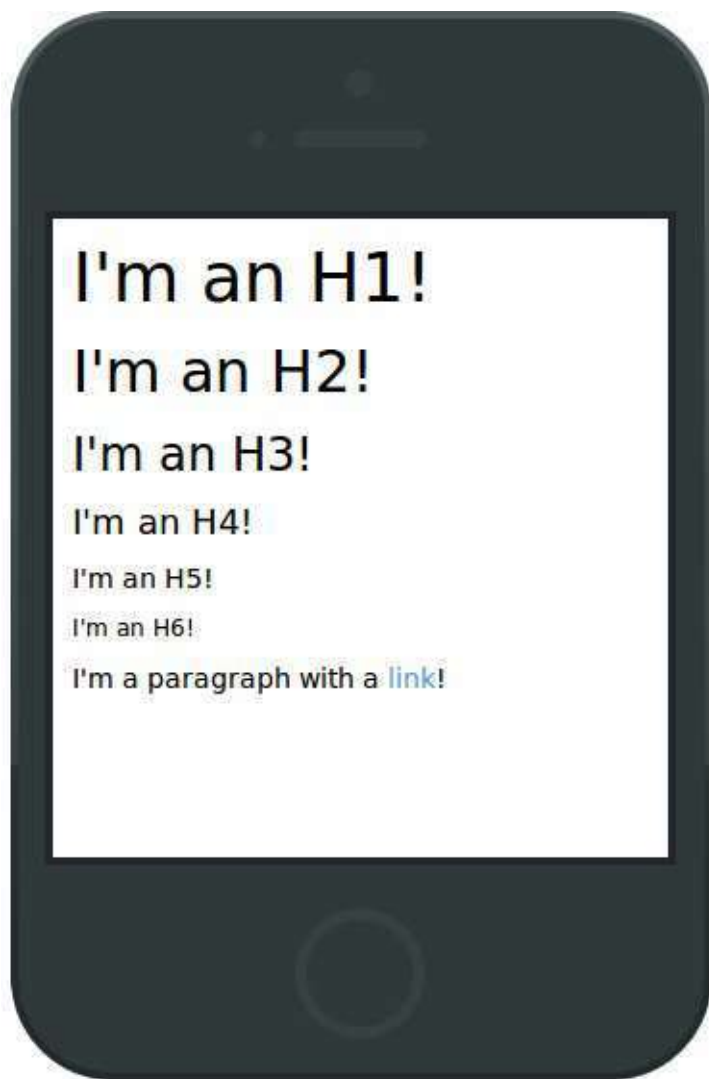 I'm an H1!
I'm an H2!
I'm an H3!
I'm an H4!
I'm an H5!
I'm an H6!
I'm a paragraph with a link!